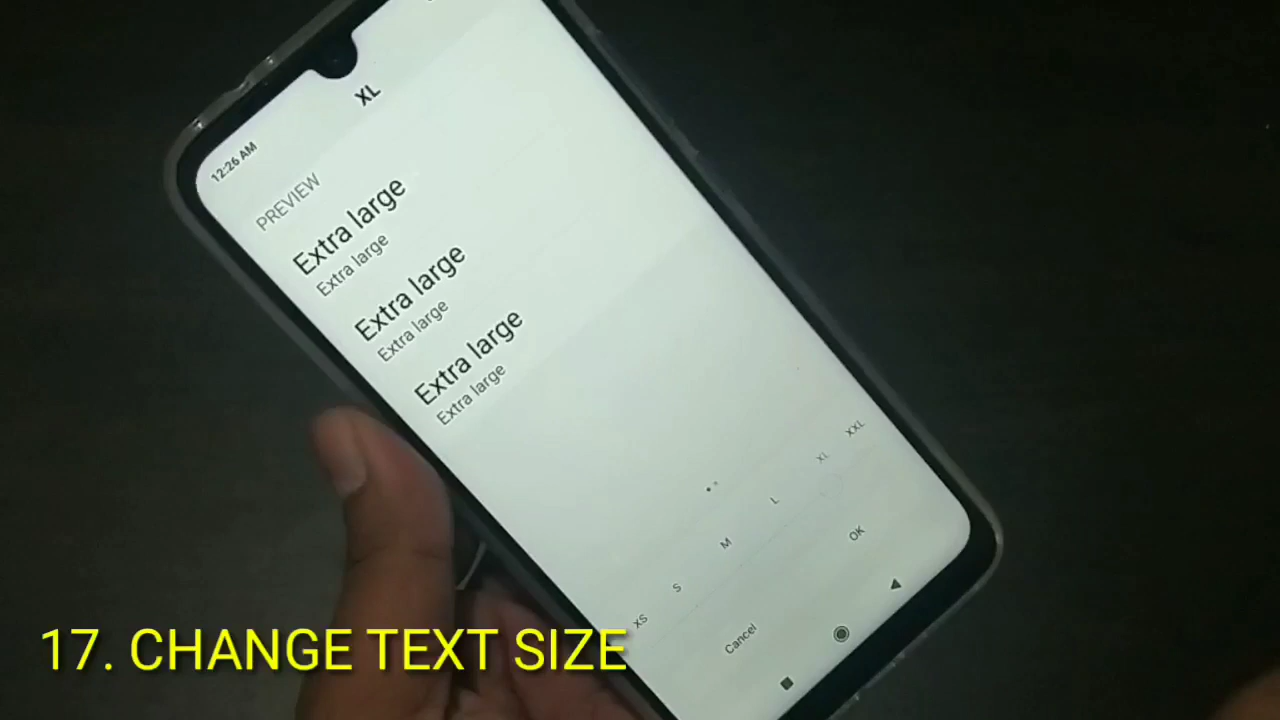 12:26 AM
XL
PREVIEW
Extra large
Extra large
Extra large
Extra large
Extra large
Extra large
XS S M L XL XXL
Cancel OK
17. CHANGE TEXT SIZE